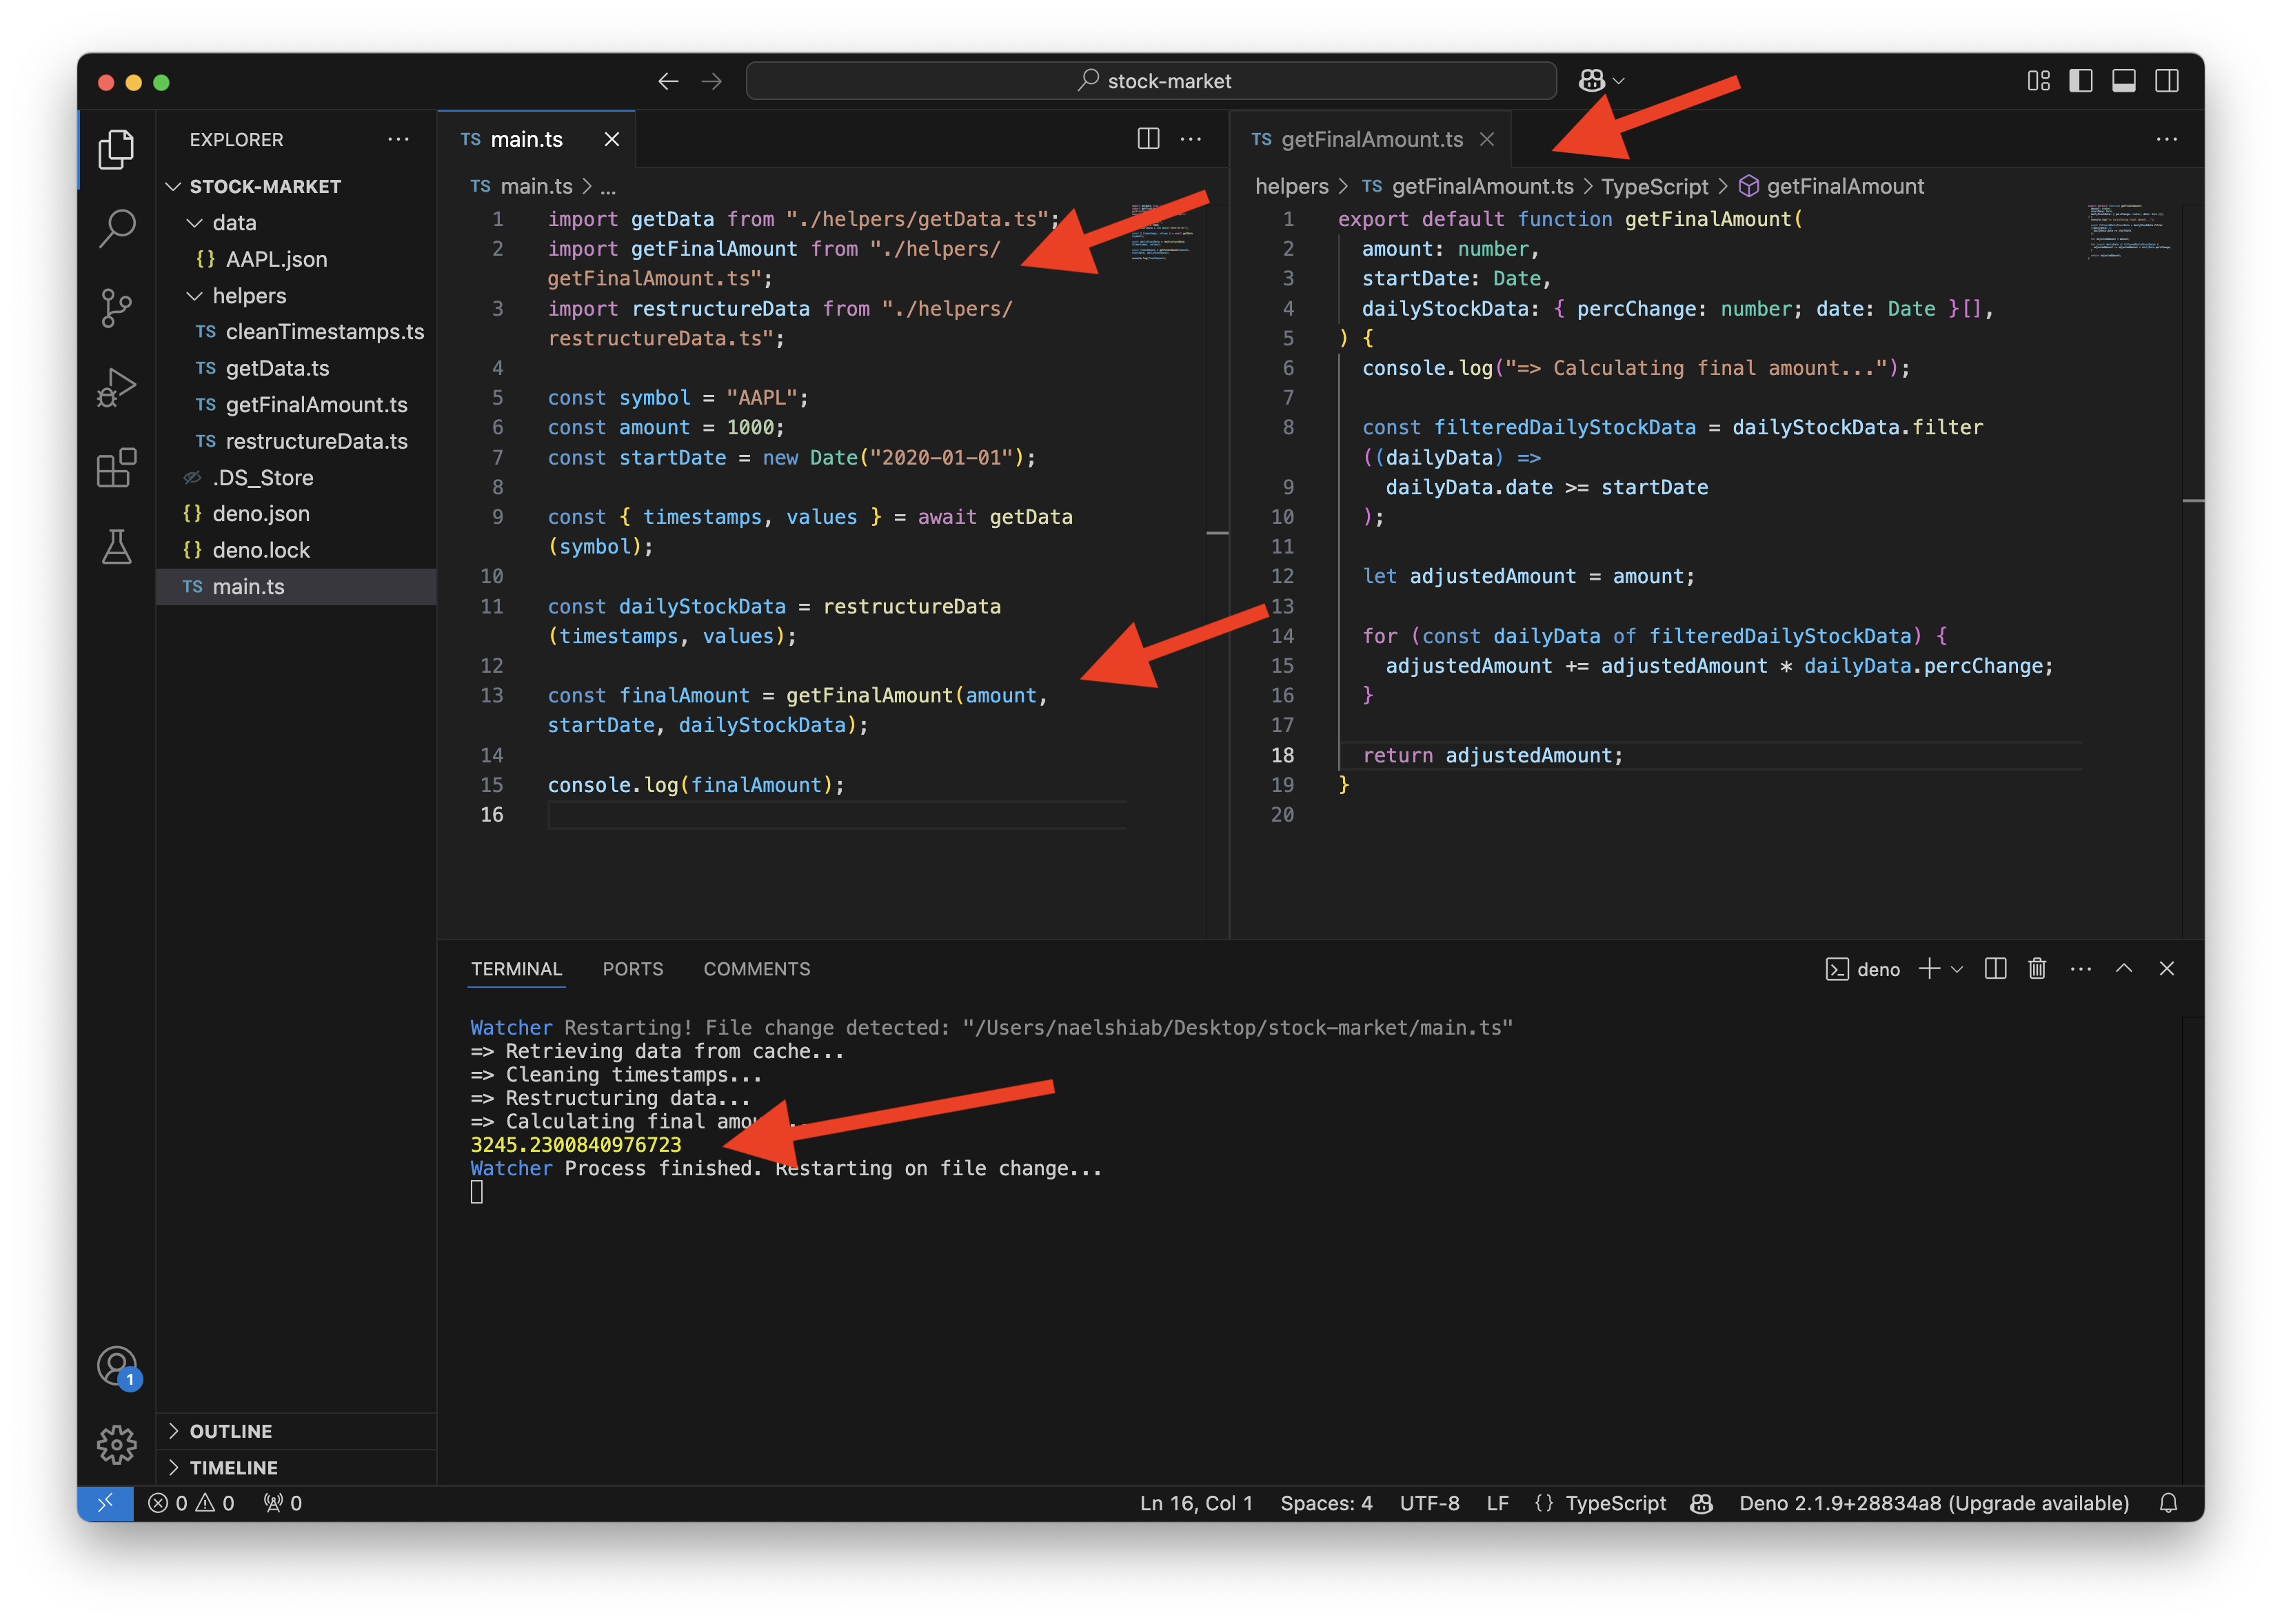 stock-market
EXPLORER
STOCK-MARKET
data
{} AAPL.json
helpers
TS cleanTimestamps.ts
TS getData.ts
TS getFinalAmount.ts
TS restructureData.ts
.DS_Store
{} deno.json
{} deno.lock
TS main.ts
OUTLINE
TIMELINE
1
TS main.ts
TS main.ts > ...
1 import getData from "./helpers/getData.ts";
2 import getFinalAmount from "./helpers/
getFinalAmount.ts";
3 import restructureData from "./helpers/
restructureData.ts";
4
5 const symbol = "AAPL";
6 const amount = 1000;
7 const startDate = new Date("2020-01-01");
8
9 const { timestamps, values } = await getData
(symbol);
10
11 const dailyStockData = restructureData
(timestamps, values);
12
13 const finalAmount = getFinalAmount(amount,
startDate, dailyStockData);
14
15 console.log(finalAmount);
16
TS getFinalAmount.ts
helpers > TS getFinalAmount.ts > TypeScript > getFinalAmount
1 export default function getFinalAmount(
2 amount: number,
3 startDate: Date,
4 dailyStockData: { percChange: number; date: Date }[],
5 ) {
6 console.log("=> Calculating final amount...");
7
8 const filteredDailyStockData = dailyStockData.filter
((dailyData) =>
9 dailyData.date >= startDate
10 );
11
12 let adjustedAmount = amount;
13
14 for (const dailyData of filteredDailyStockData) {
15 adjustedAmount += adjustedAmount * dailyData.percChange;
16 }
17
18 return adjustedAmount;
19 }
20
TERMINAL PORTS COMMENTS
deno
Watcher Restarting! File change detected: "/Users/naelshiab/Desktop/stock-market/main.ts"
=> Retrieving data from cache...
=> Cleaning timestamps...
=> Restructuring data...
=> Calculating final amou..
3245.2300840976723
Watcher Process finished. Restarting on file change...
0 0 0
Ln 16, Col 1 Spaces: 4 UTF-8 LF {} TypeScript Deno 2.1.9+28834a8 (Upgrade available)